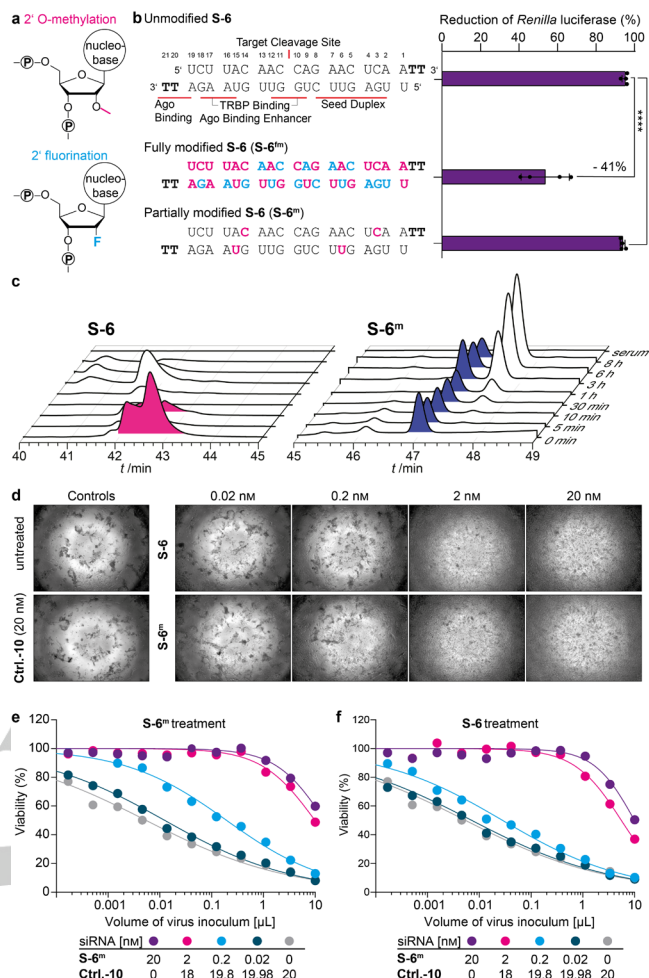 a 2‘ O-methylation
nucleo-
base
P
O
O
O
O
P
2‘ fluorination
nucleo-
base
P
O
O
O
F
P
b Unmodified S-6
Target Cleavage Site
21 20 19 18 17 16 15 14 13 12 11 10 9 8 7 6 5 4 3 2 1
5' UCU UAC AAC CAG AAC UCA ATT 3'
3' TT AGA AUG UUG GUC UUG AGU U 5'
Ago Binding
TRBP Binding
Ago Binding Enhancer
Seed Duplex
Fully modified S-6 (S-6fm)
UCU UAC AAC CAG AAC UCA ATT
TT AGA AUG UUG GUC UUG AGU U
Partially modified S-6 (S-6m)
UCU UAC AAC CAG AAC UCA ATT
TT AGA AUG UUG GUC UUG AGU U
Reduction of Renilla luciferase (%)
0 20 40 60 80 100
****
- 41%
c
S-6
40 41 42 43 44 45
t /min
S-6m
45 46 47 48 49
t /min
serum
8 h
6 h
3 h
1 h
30 min
10 min
5 min
0 min
d Controls 0.02 nM 0.2 nM 2 nM 20 nM
untreated
S-6
Ctrl.-10 (20 nM)
S-6m
e S-6m treatment
Viability (%)
120
100
80
60
40
20
0
0.001 0.01 0.1 1 10
Volume of virus inoculum [µL]
siRNA [nM]
S-6m 20 2 0.2 0.02 0
Ctrl.-10 0 18 19.8 19.98 20
f S-6 treatment
Viability (%)
120
100
80
60
40
20
0
0.001 0.01 0.1 1 10
Volume of virus inoculum [µL]
siRNA [nM]
S-6m 20 2 0.2 0.02 0
Ctrl.-10 0 18 19.8 19.98 20